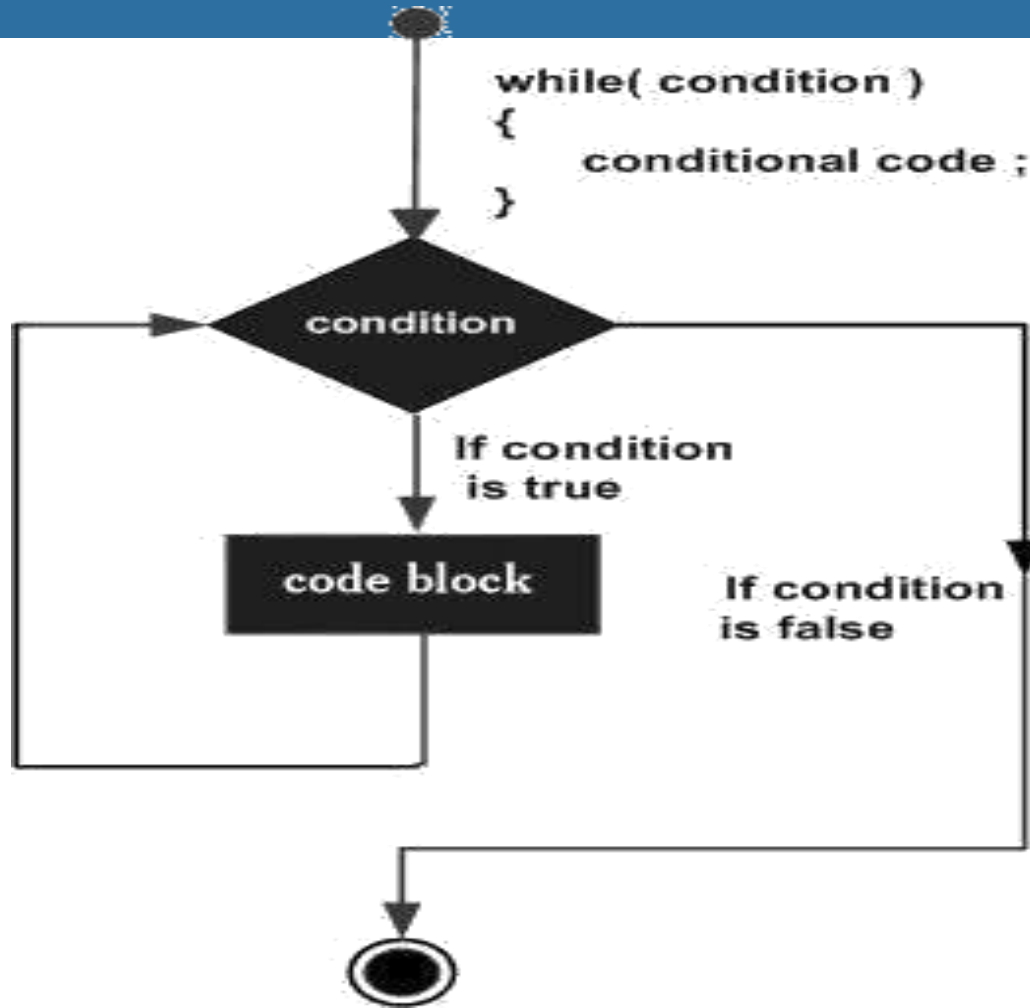 while( condition )
{
conditional code ;
}
condition
If condition
is true
code block
If condition
is false